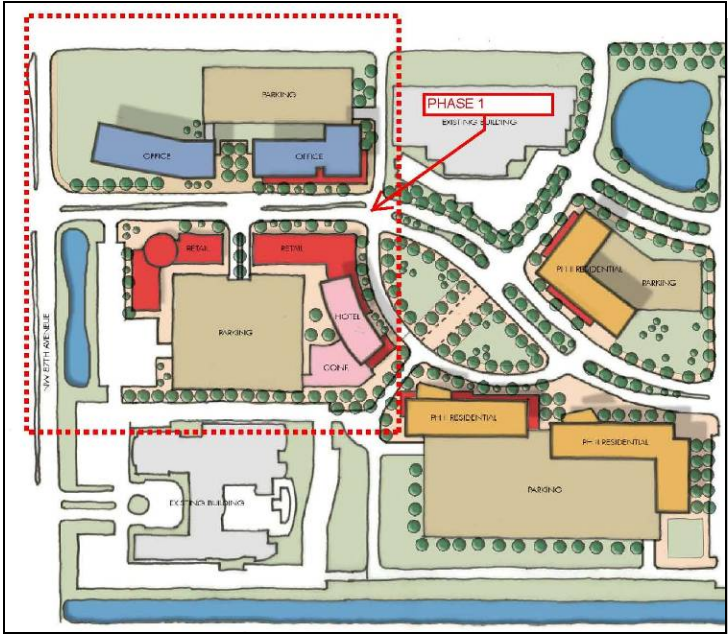 PARKING
PHASE 1
EXISTING BUILDING
OFFICE
OFFICE
RETAIL
RETAIL
PH II RESIDENTIAL
PARKING
HOTEL
NW 87TH AVENEUE
PARKING
CONF.
PH II RESIDENTIAL
PH II RESIDENTIAL
PARKING
EXISTING BUILDING